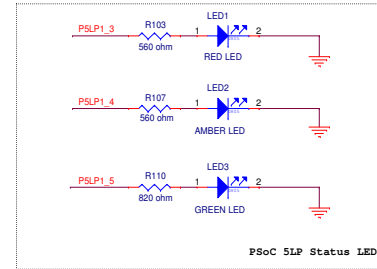 P5LP1_3
R103
560 ohm
LED1
1
2
RED LED
P5LP1_4
R107
560 ohm
LED2
1
2
AMBER LED
P5LP1_5
R110
820 ohm
LED3
1
2
GREEN LED
PSoC 5LP Status LED